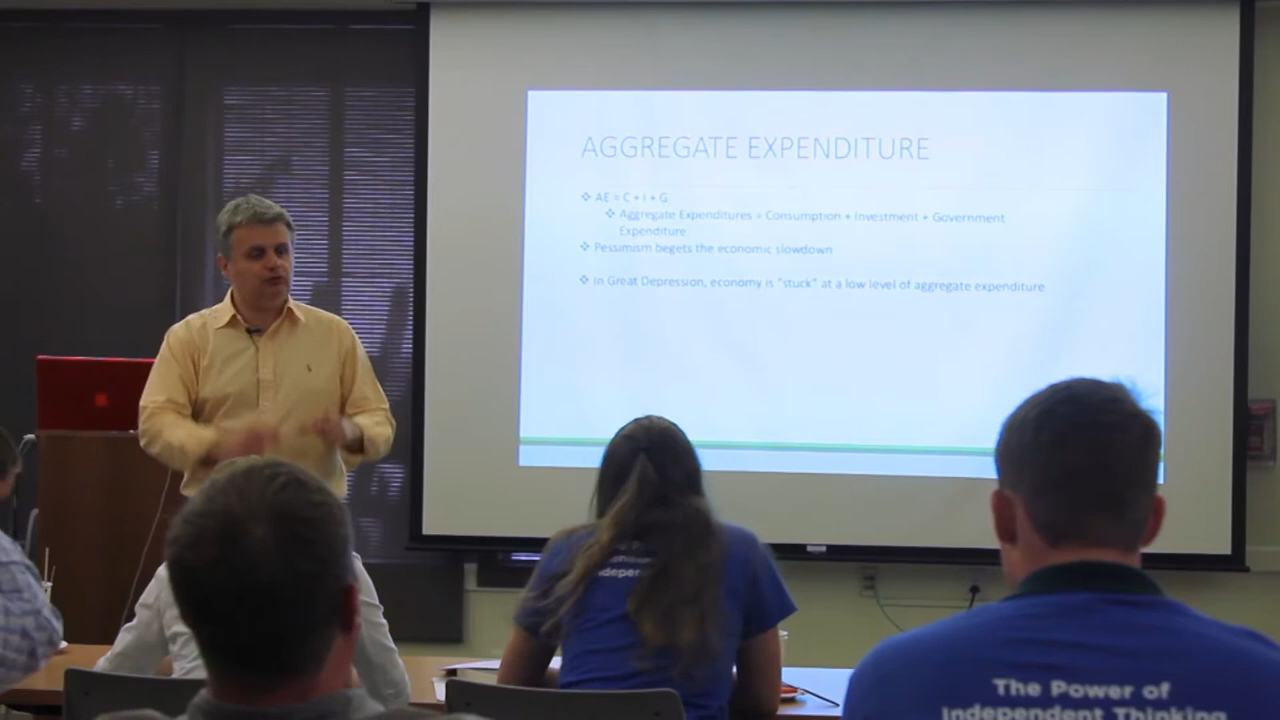 AGGREGATE EXPENDITURE
❖ AE = C + I + G
❖ Aggregate Expenditures = Consumption + Investment + Government
Expenditure
❖ Pessimism begets the economic slowdown
❖ In Great Depression, economy is "stuck" at a low level of aggregate expenditure
The Power of
Independent Thinking